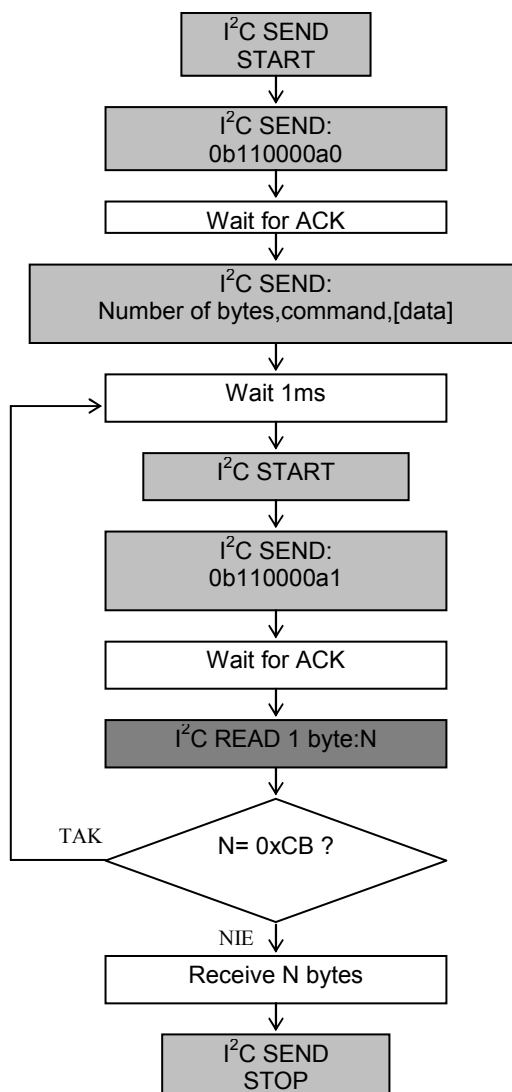 I²C SEND
START
I²C SEND:
0b110000a0
Wait for ACK
I²C SEND:
Number of bytes,command,[data]
Wait 1ms
I²C START
I²C SEND:
0b110000a1
Wait for ACK
I²C READ 1 byte:N
TAK
N= 0xCB ?
NIE
Receive N bytes
I²C SEND
STOP